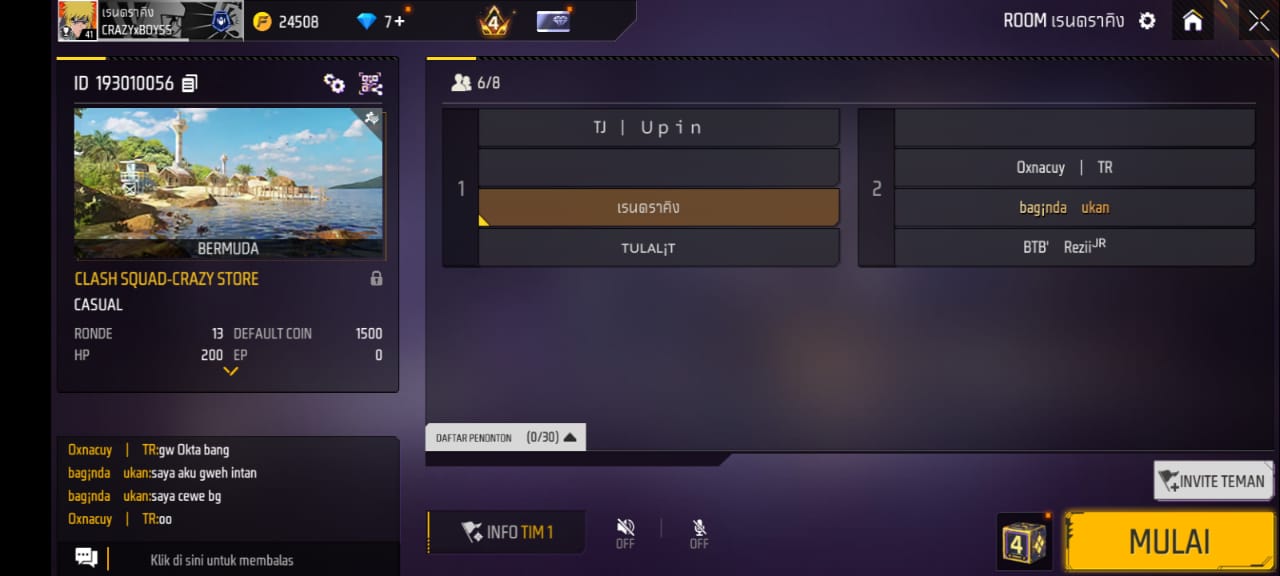 เรนดราคิง
41 CRAZYxBOYSS
24508
7+
4
ROOM เรนดราคิง
ID 193010056
BERMUDA
CLASH SQUAD-CRAZY STORE
CASUAL
RONDE 13 DEFAULT COIN 1500
HP 200 EP 0
6/8
1
TJ | Upin
เรนดราคิง
TULAL¡T
2
Oxnacuy | TR
bag¡nda ukan
BTB' Reziiᴶᴿ
DAFTAR PENONTON (0/30)
Oxnacuy | TR:gw Okta bang
bag¡nda ukan:saya aku gweh intan
bag¡nda ukan:saya cewe bg
Oxnacuy | TR:oo
Klik di sini untuk membalas
INFO TIM 1
OFF
OFF
INVITE TEMAN
4
MULAI